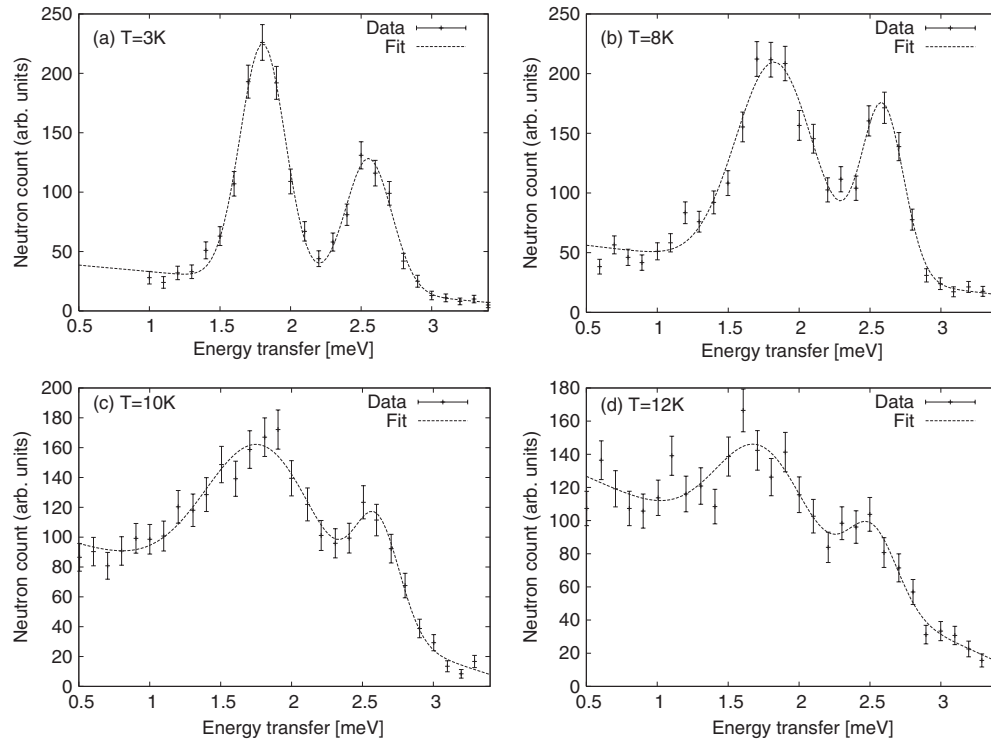 (a) T=3K
Data
Fit
Neutron count (arb. units)
250
200
150
100
50
0
0.5 1 1.5 2 2.5 3
Energy transfer [meV]
(b) T=8K
Data
Fit
Neutron count (arb. units)
250
200
150
100
50
0
0.5 1 1.5 2 2.5 3
Energy transfer [meV]
(c) T=10K
Data
Fit
Neutron count (arb. units)
200
180
160
140
120
100
80
60
40
20
0
0.5 1 1.5 2 2.5 3
Energy transfer [meV]
(d) T=12K
Data
Fit
Neutron count (arb. units)
180
160
140
120
100
80
60
40
20
0
0.5 1 1.5 2 2.5 3
Energy transfer [meV]